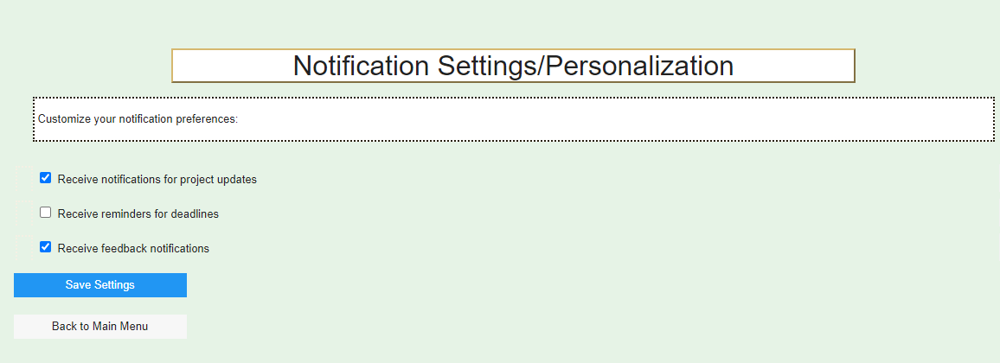 Notification Settings/Personalization
Customize your notification preferences:
Receive notifications for project updates
Receive reminders for deadlines
Receive feedback notifications
Save Settings
Back to Main Menu